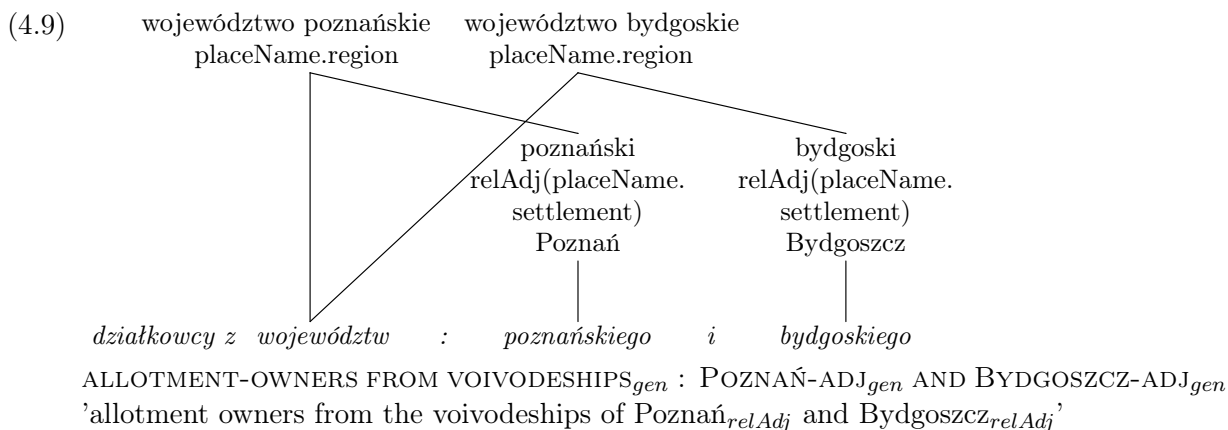 (4.9) województwo poznańskie województwo bydgoskie
placeName.region placeName.region
poznański bydgoski
relAdj(placeName. relAdj(placeName.
settlement) settlement)
Poznań Bydgoszcz
działkowcy z województw : poznańskiego i bydgoskiego
ALLOTMENT-OWNERS FROM VOIVODESHIPSgen : POZNAŃ-ADJgen AND BYDGOSZCZ-ADJgen
’allotment owners from the voivodeships of PoznańrelAdj and BydgoszczrelAdj’